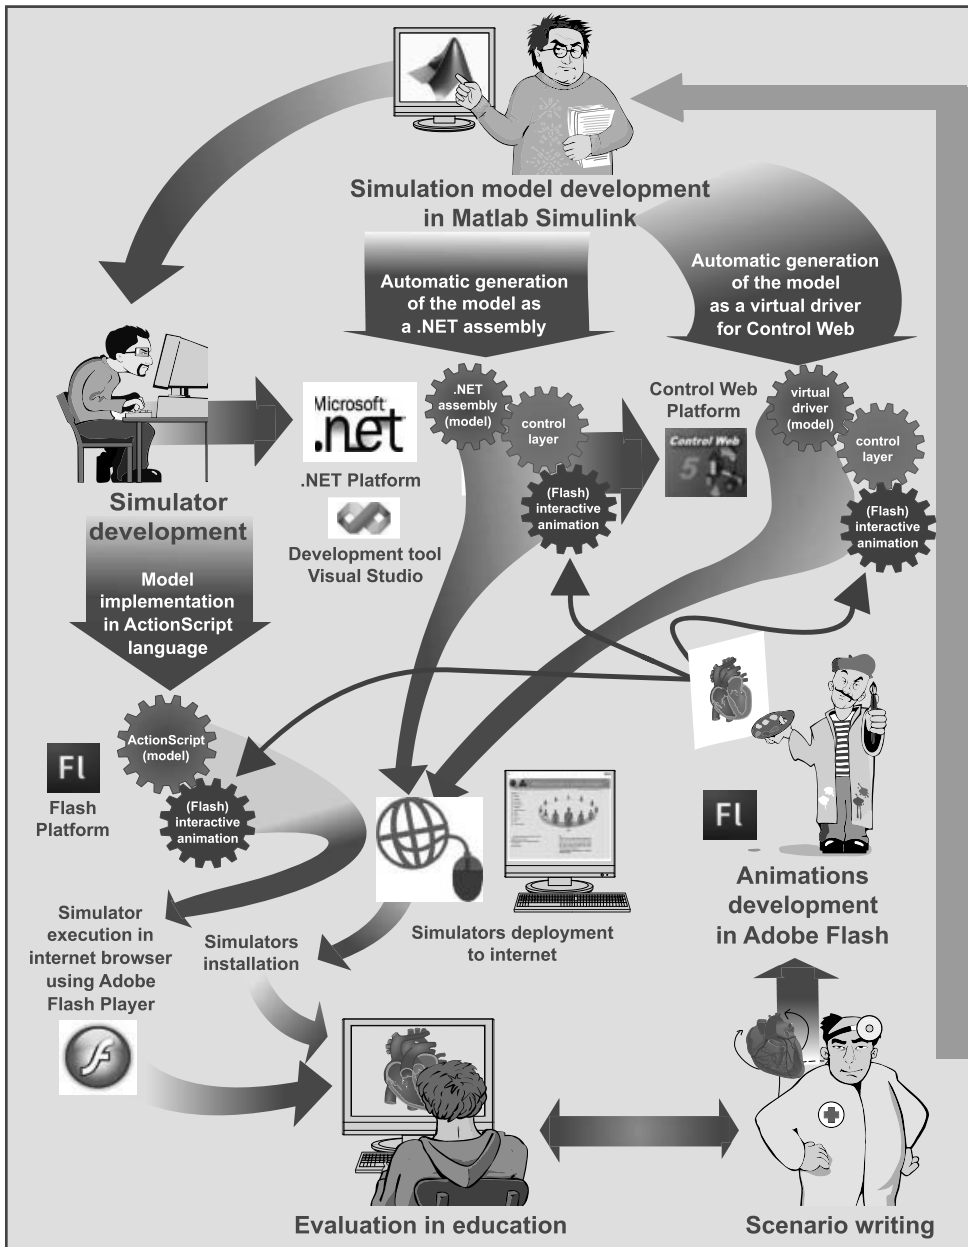 Simulation model development
in Matlab Simulink
Automatic generation
of the model as
a .NET assembly
Automatic generation
of the model
as a virtual driver
for Control Web
Microsoft
.net
.NET Platform
Development tool
Visual Studio
.NET
assembly
(model)
control
layer
(Flash)
interactive
animation
Control Web
Platform
Control Web
5
virtual
driver
(model)
control
layer
(Flash)
interactive
animation
Simulator
development
Model
implementation
in ActionScript
language
ActionScript
(model)
(Flash)
interactive
animation
Fl
Flash
Platform
Fl
Animations
development
in Adobe Flash
Simulator
execution in
internet browser
using Adobe
Flash Player
Simulators
installation
Simulators deployment
to internet
Evaluation in education
Scenario writing